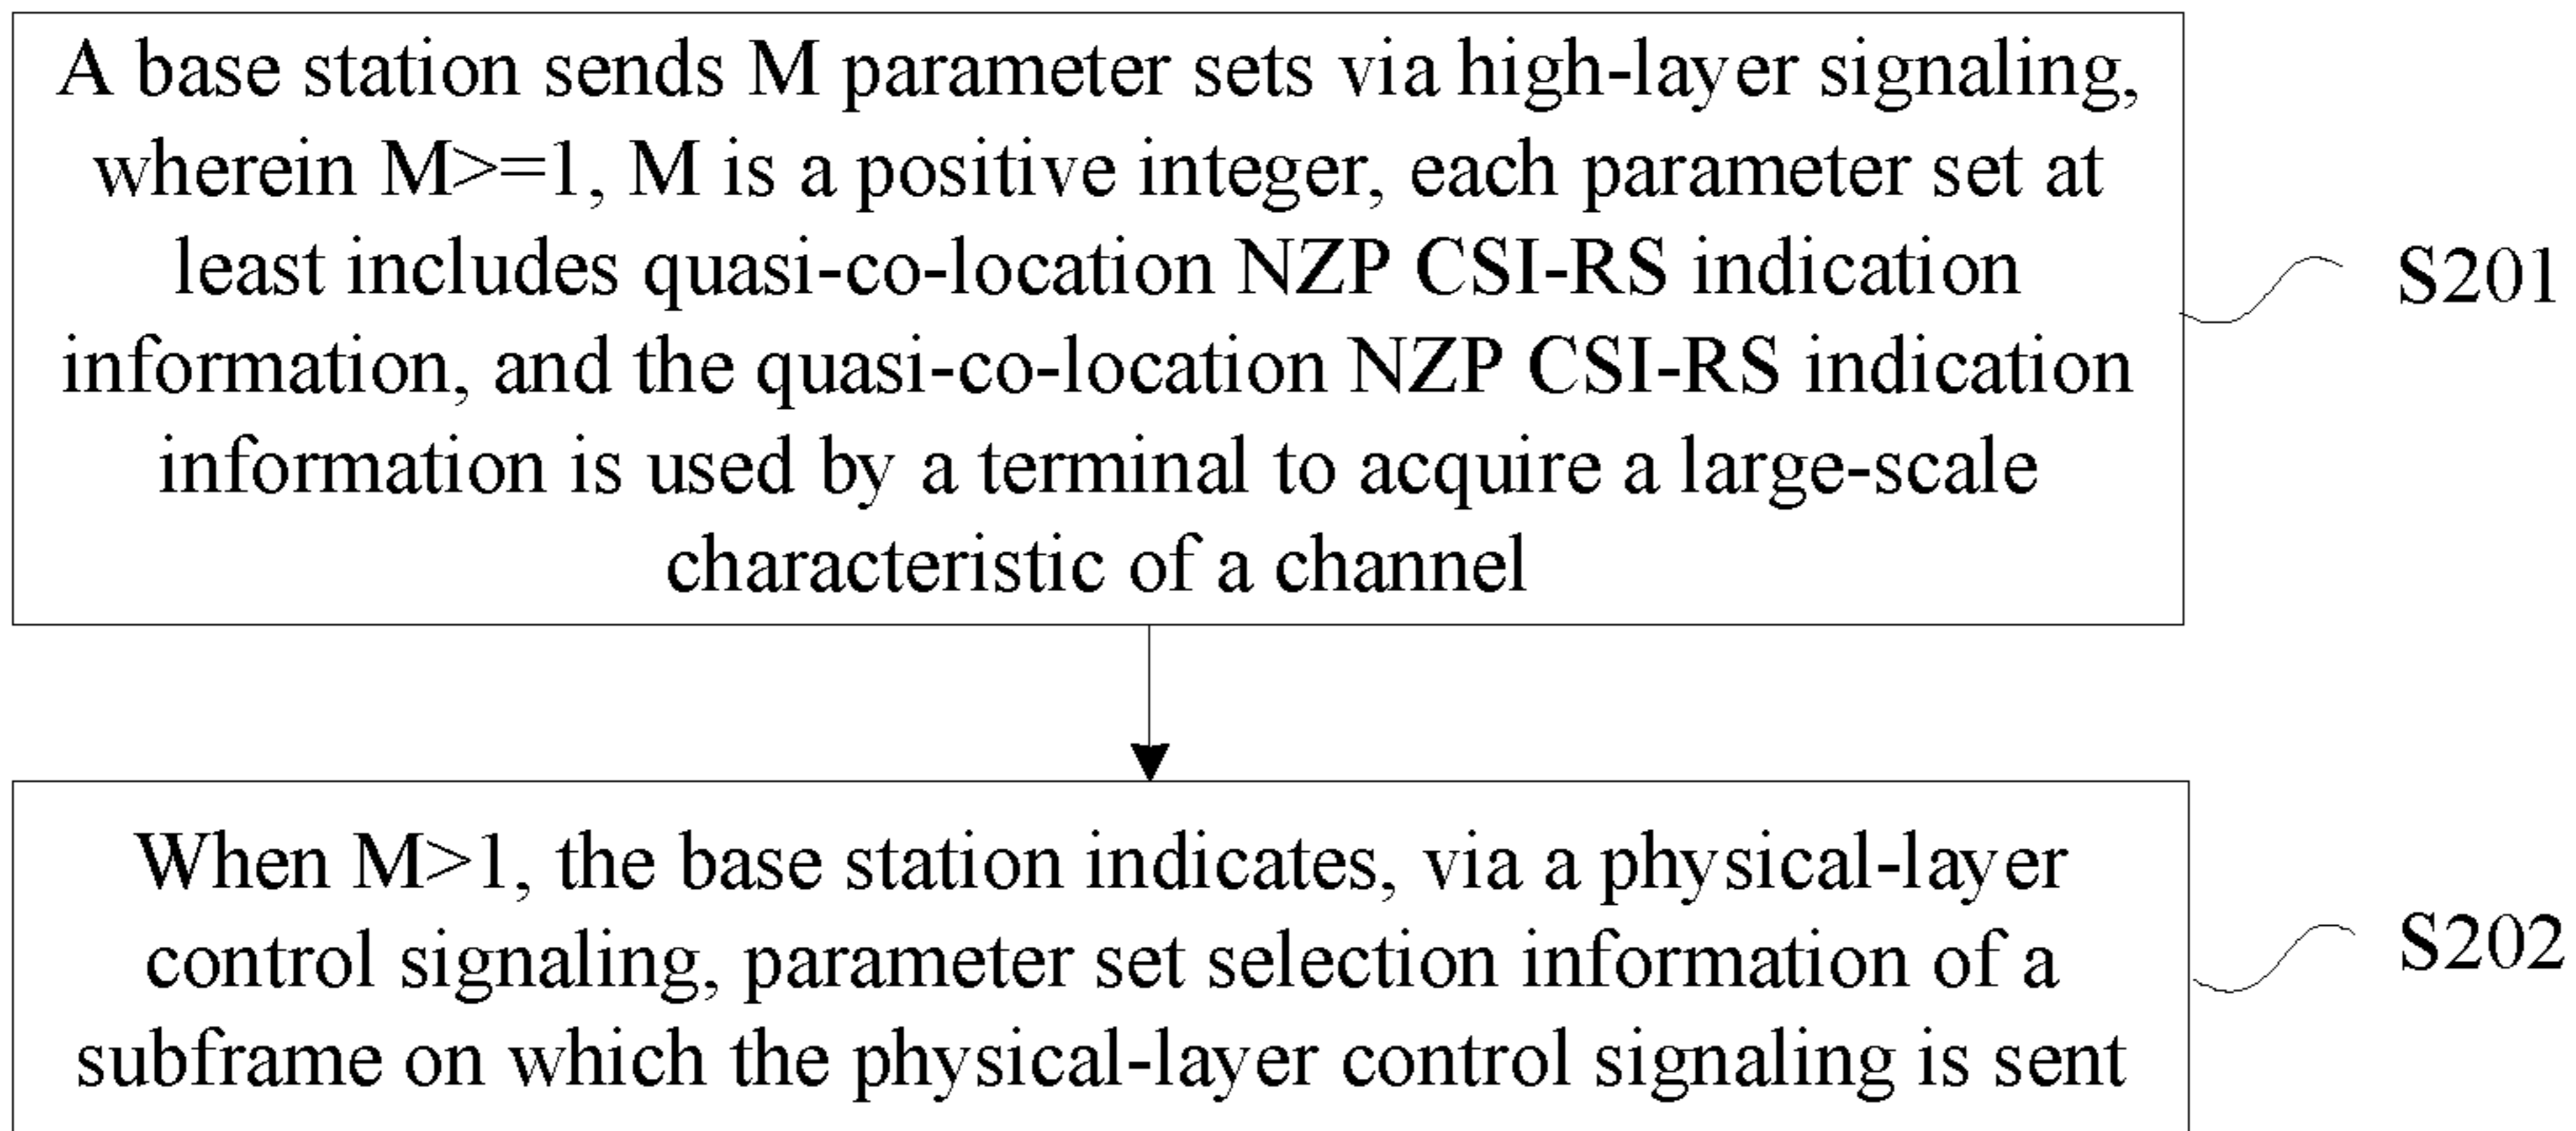 A base station sends M parameter sets via high-layer signaling,
wherein M>=1, M is a positive integer, each parameter set at
least includes quasi-co-location NZP CSI-RS indication
information, and the quasi-co-location NZP CSI-RS indication
information is used by a terminal to acquire a large-scale
characteristic of a channel
S201
When M>1, the base station indicates, via a physical-layer
control signaling, parameter set selection information of a
subframe on which the physical-layer control signaling is sent
S202